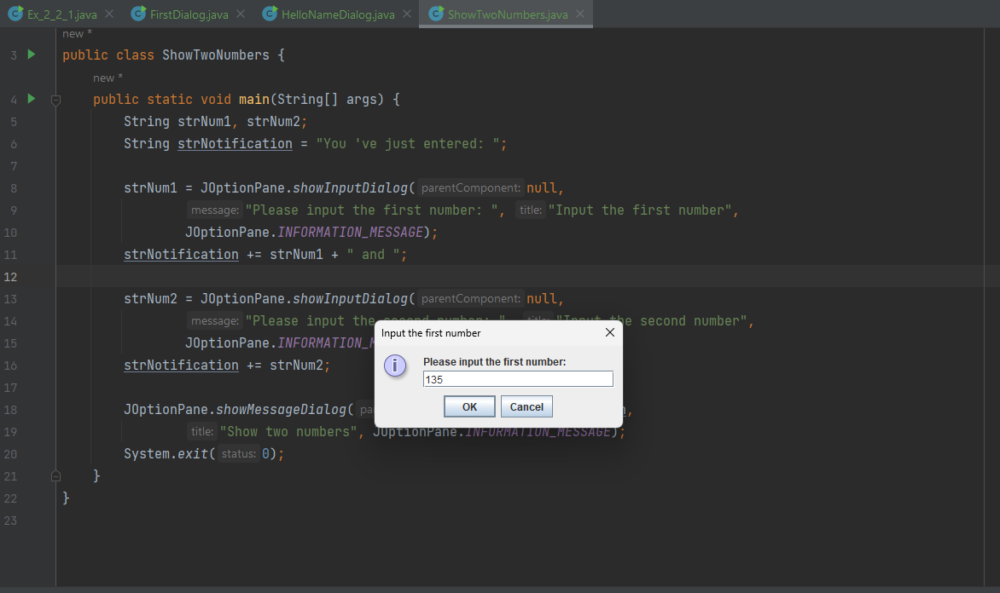 Ex_2_2_1.java FirstDialog.java HelloNameDialog.java ShowTwoNumbers.java
new *
3 public class ShowTwoNumbers {
new *
4 public static void main(String[] args) {
5 String strNum1, strNum2;
6 String strNotification = "You 've just entered: ";
7
8 strNum1 = JOptionPane.showInputDialog( parentComponent: null,
9 message: "Please input the first number: ", title: "Input the first number",
10 JOptionPane.INFORMATION_MESSAGE);
11 strNotification += strNum1 + " and ";
12
13 strNum2 = JOptionPane.showInputDialog( parentComponent: null,
14 message: "Please input the second number: ", title: "Input the second number",
15 JOptionPane.INFORMATION_M
16 strNotification += strNum2;
17
18 JOptionPane.showMessageDialog( pa n,
19 title: "Show two numbers", JOptionPane.INFORMATION_MESSAGE);
20 System.exit( status: 0);
21 }
22 }
23
Input the first number
Please input the first number:
135
OK Cancel